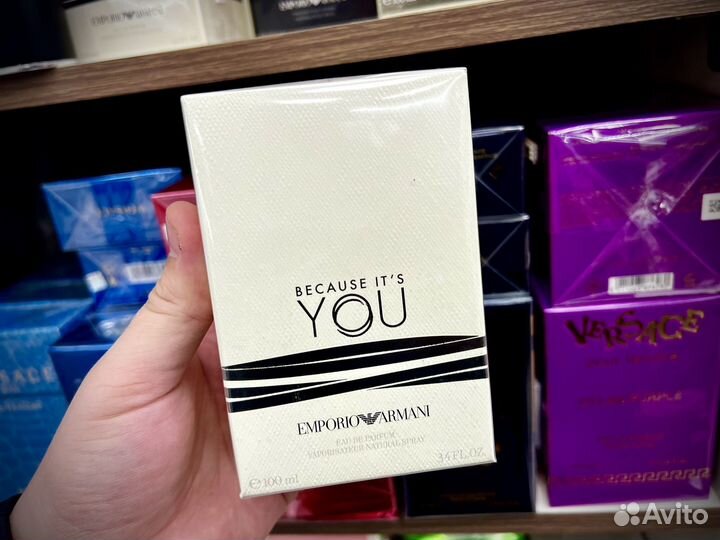 EMPORIO ARMANI
BECAUSE IT'S
YOU
EMPORIO ARMANI
EAU DE PARFUM
VAPORISATEUR NATURAL SPRAY
e 100 ml
3.4 FL.OZ.
VERSACE
Avito